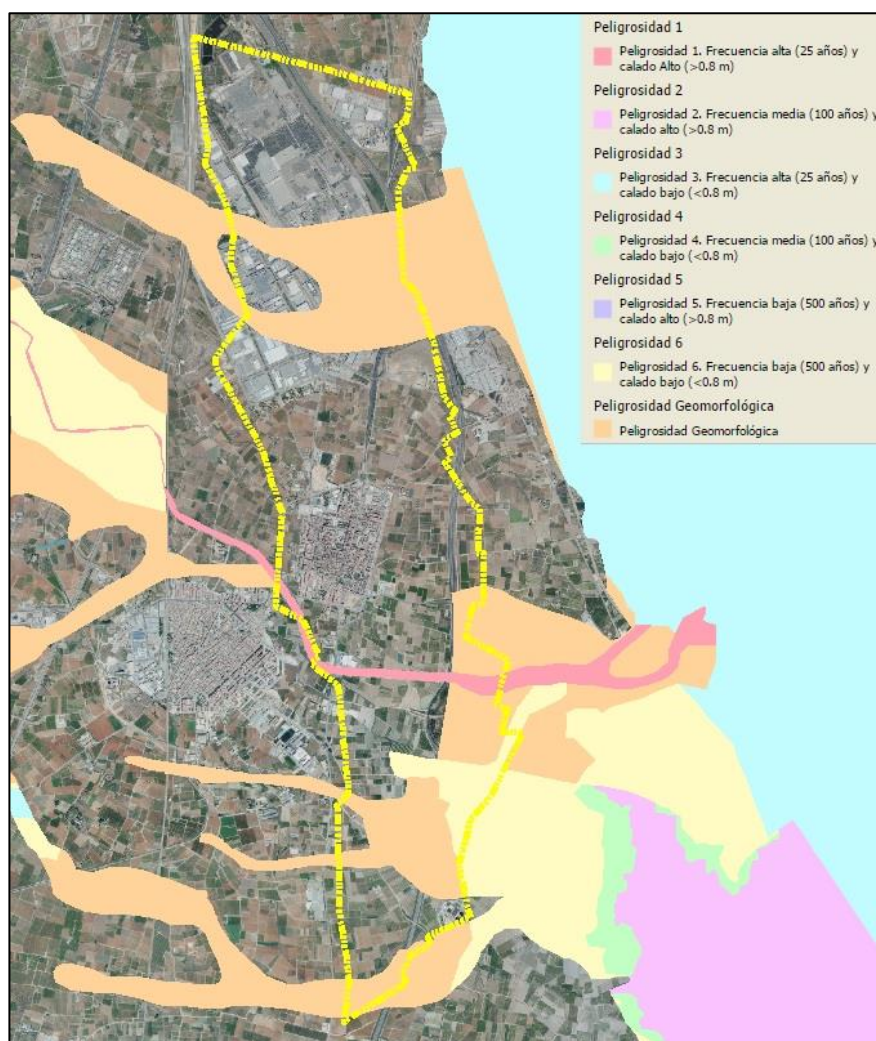 Peligrosidad 1
Peligrosidad 1. Frecuencia alta (25 años) y
calado Alto (>0.8 m)
Peligrosidad 2
Peligrosidad 2. Frecuencia media (100 años) y
calado alto (>0.8 m)
Peligrosidad 3
Peligrosidad 3. Frecuencia alta (25 años) y
calado bajo (<0.8 m)
Peligrosidad 4
Peligrosidad 4. Frecuencia media (100 años) y
calado bajo (<0.8 m)
Peligrosidad 5
Peligrosidad 5. Frecuencia baja (500 años) y
calado alto (>0.8 m)
Peligrosidad 6
Peligrosidad 6. Frecuencia baja (500 años) y
calado bajo (<0.8 m)
Peligrosidad Geomorfológica
Peligrosidad Geomorfológica